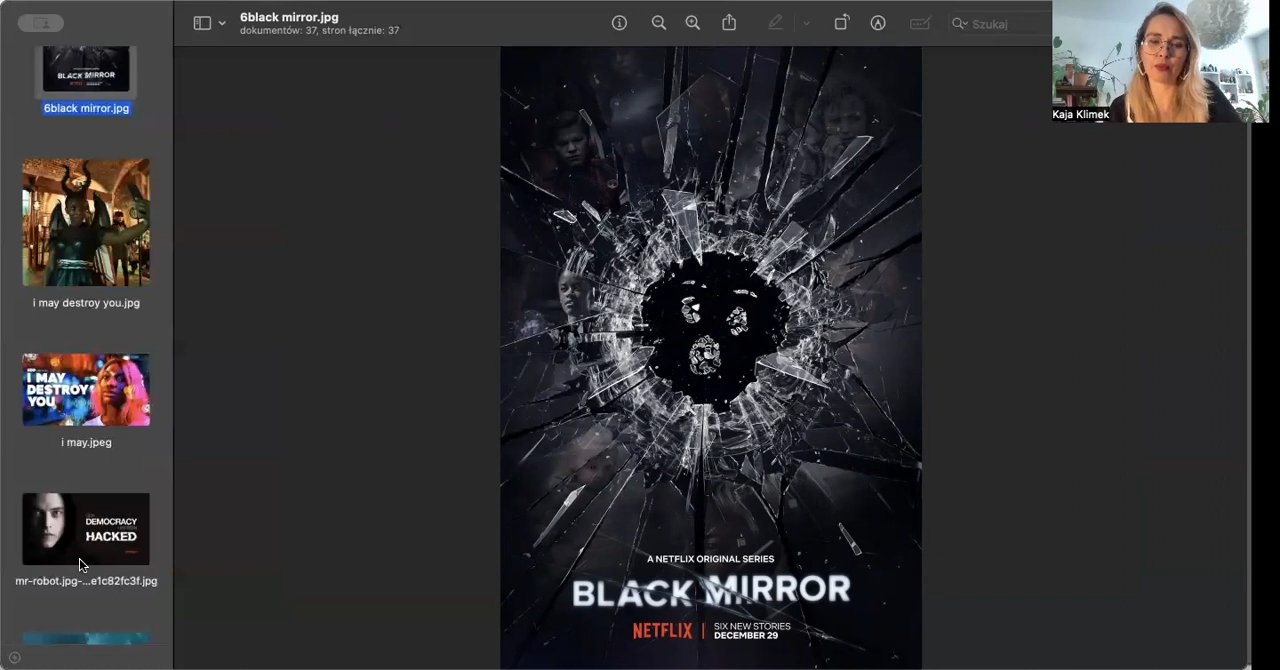 6black mirror.jpg
dokumentów: 37, stron łącznie: 37
Szukaj
Kaja Klimek
BLACK MIRROR
6black mirror.jpg
i may destroy you.jpg
I MAY
DESTROY
YOU
i may.jpeg
DEMOCRACY
HACKED
mr-robot.jpg-...e1c82fc3f.jpg
A NETFLIX ORIGINAL SERIES
BLACK MIRROR
NETFLIX | SIX NEW STORIES
DECEMBER 29